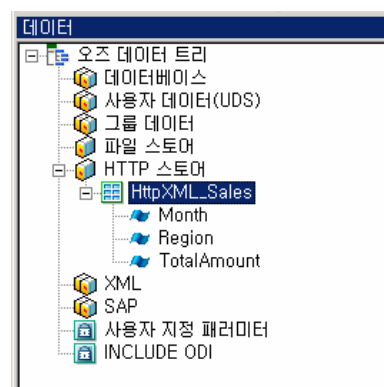 데이터
오즈 데이터 트리
데이터베이스
사용자 데이터(UDS)
그룹 데이터
파일 스토어
HTTP 스토어
HttpXML_Sales
Month
Region
TotalAmount
XML
SAP
사용자 지정 패러미터
INCLUDE ODI